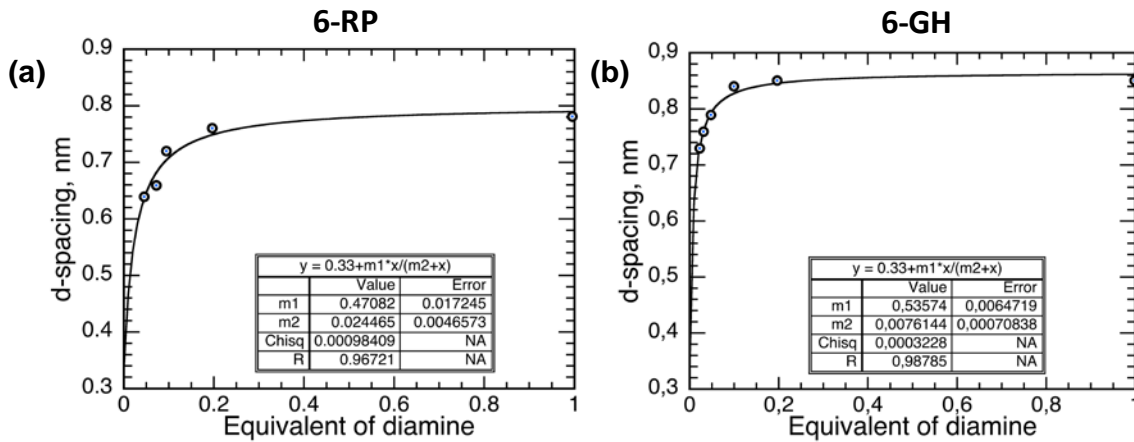 6-RP
6-GH
(a)
0.9
0.8
0.7
0.6
0.5
0.4
0.3
d-spacing, nm
y = 0.33+m1*x/(m2+x)
Value Error
m1 0.47082 0.017245
m2 0.024465 0.0046573
Chisq 0.00098409 NA
R 0.96721 NA
0 0.2 0.4 0.6 0.8 1
Equivalent of diamine
(b)
0,9
0,8
0,7
0,6
0,5
0,4
0,3
d-spacing, nm
y = 0.33+m1*x/(m2+x)
Value Error
m1 0,53574 0,0064719
m2 0,0076144 0,00070838
Chisq 0,0003228 NA
R 0,98785 NA
0 0,2 0,4 0,6 0,8 1
Equivalent of diamine